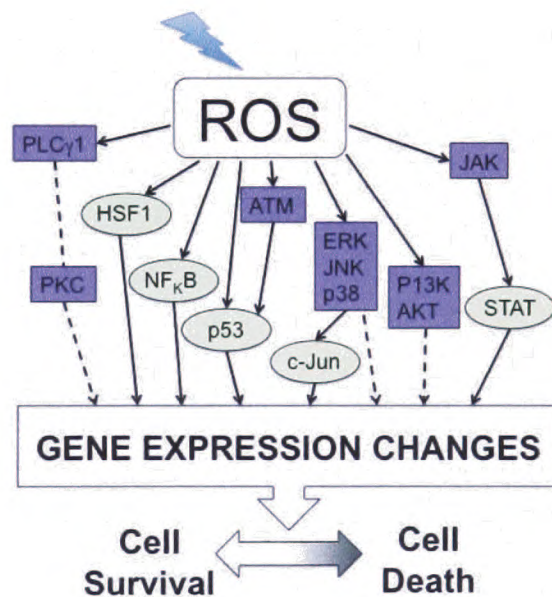 ROS
PLCγ1
JAK
HSF1
ATM
ERK
JNK
p38
PKC
NFκB
P13K
AKT
STAT
p53
c-Jun
GENE EXPRESSION CHANGES
Cell
Survival
Cell
Death